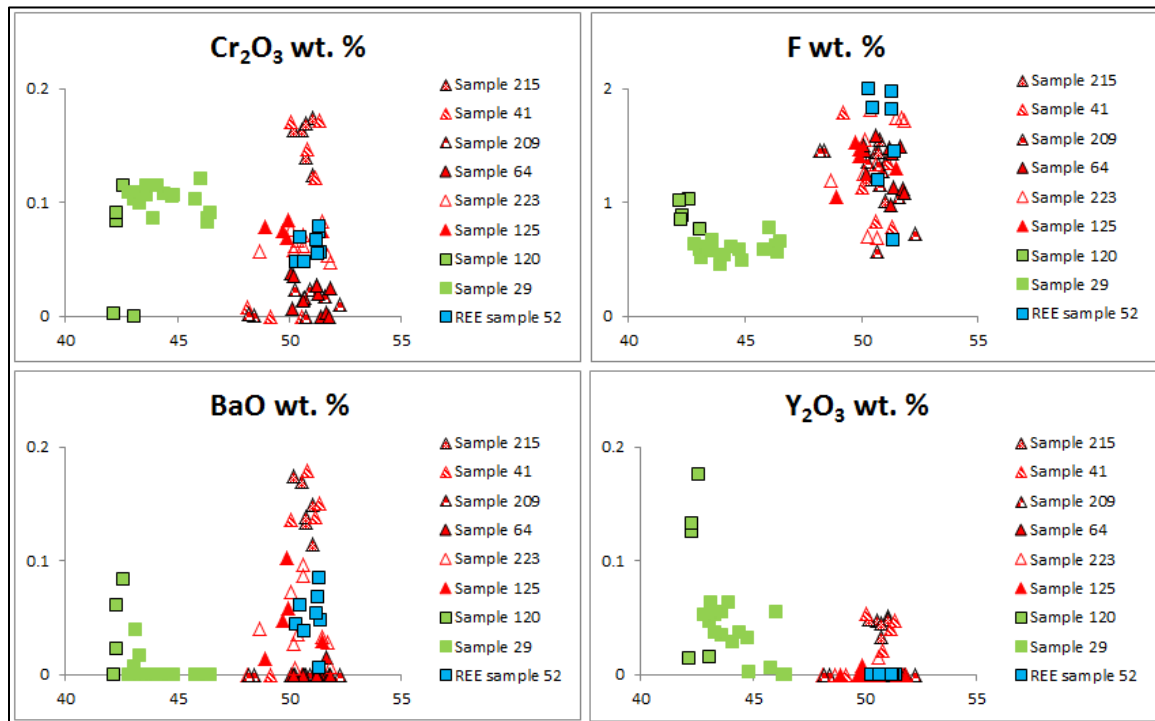 Cr₂O₃ wt. %
0.2
0.1
0
40 45 50 55
Sample 215
Sample 41
Sample 209
Sample 64
Sample 223
Sample 125
Sample 120
Sample 29
REE sample 52
F wt. %
2
1
0
40 45 50 55
Sample 215
Sample 41
Sample 209
Sample 64
Sample 223
Sample 125
Sample 120
Sample 29
REE sample 52
BaO wt. %
0.2
0.1
0
40 45 50 55
Sample 215
Sample 41
Sample 209
Sample 64
Sample 223
Sample 125
Sample 120
Sample 29
REE sample 52
Y₂O₃ wt. %
0.2
0.1
0
40 45 50 55
Sample 215
Sample 41
Sample 209
Sample 64
Sample 223
Sample 125
Sample 120
Sample 29
REE sample 52